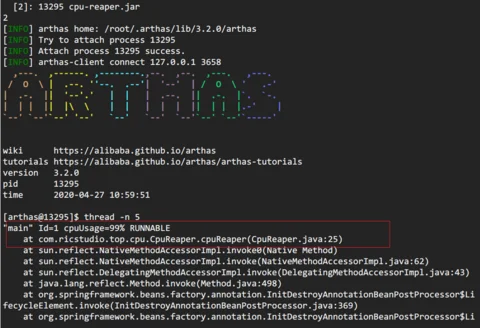 [2]: 13295 cpu-reaper.jar
2
[INFO] arthas home: /root/.arthas/lib/3.2.0/arthas
[INFO] Try to attach process 13295
[INFO] Attach process 13295 success.
[INFO] arthas-client connect 127.0.0.1 3658
ARTHAS
wiki https://alibaba.github.io/arthas
tutorials https://alibaba.github.io/arthas/arthas-tutorials
version 3.2.0
pid 13295
time 2020-04-27 10:59:51
[arthas@13295]$ thread -n 5
"main" Id=1 cpuUsage=99% RUNNABLE
at com.ricstudio.top.cpu.CpuReaper.cpuReaper(CpuReaper.java:25)
at sun.reflect.NativeMethodAccessorImpl.invoke0(Native Method)
at sun.reflect.NativeMethodAccessorImpl.invoke(NativeMethodAccessorImpl.java:62)
at sun.reflect.DelegatingMethodAccessorImpl.invoke(DelegatingMethodAccessorImpl.java:43)
at java.lang.reflect.Method.invoke(Method.java:498)
at org.springframework.beans.factory.annotation.InitDestroyAnnotationBeanPostProcessor$Li
fecycleElement.invoke(InitDestroyAnnotationBeanPostProcessor.java:369)
at org.springframework.beans.factory.annotation.InitDestroyAnnotationBeanPostProcessor$Li